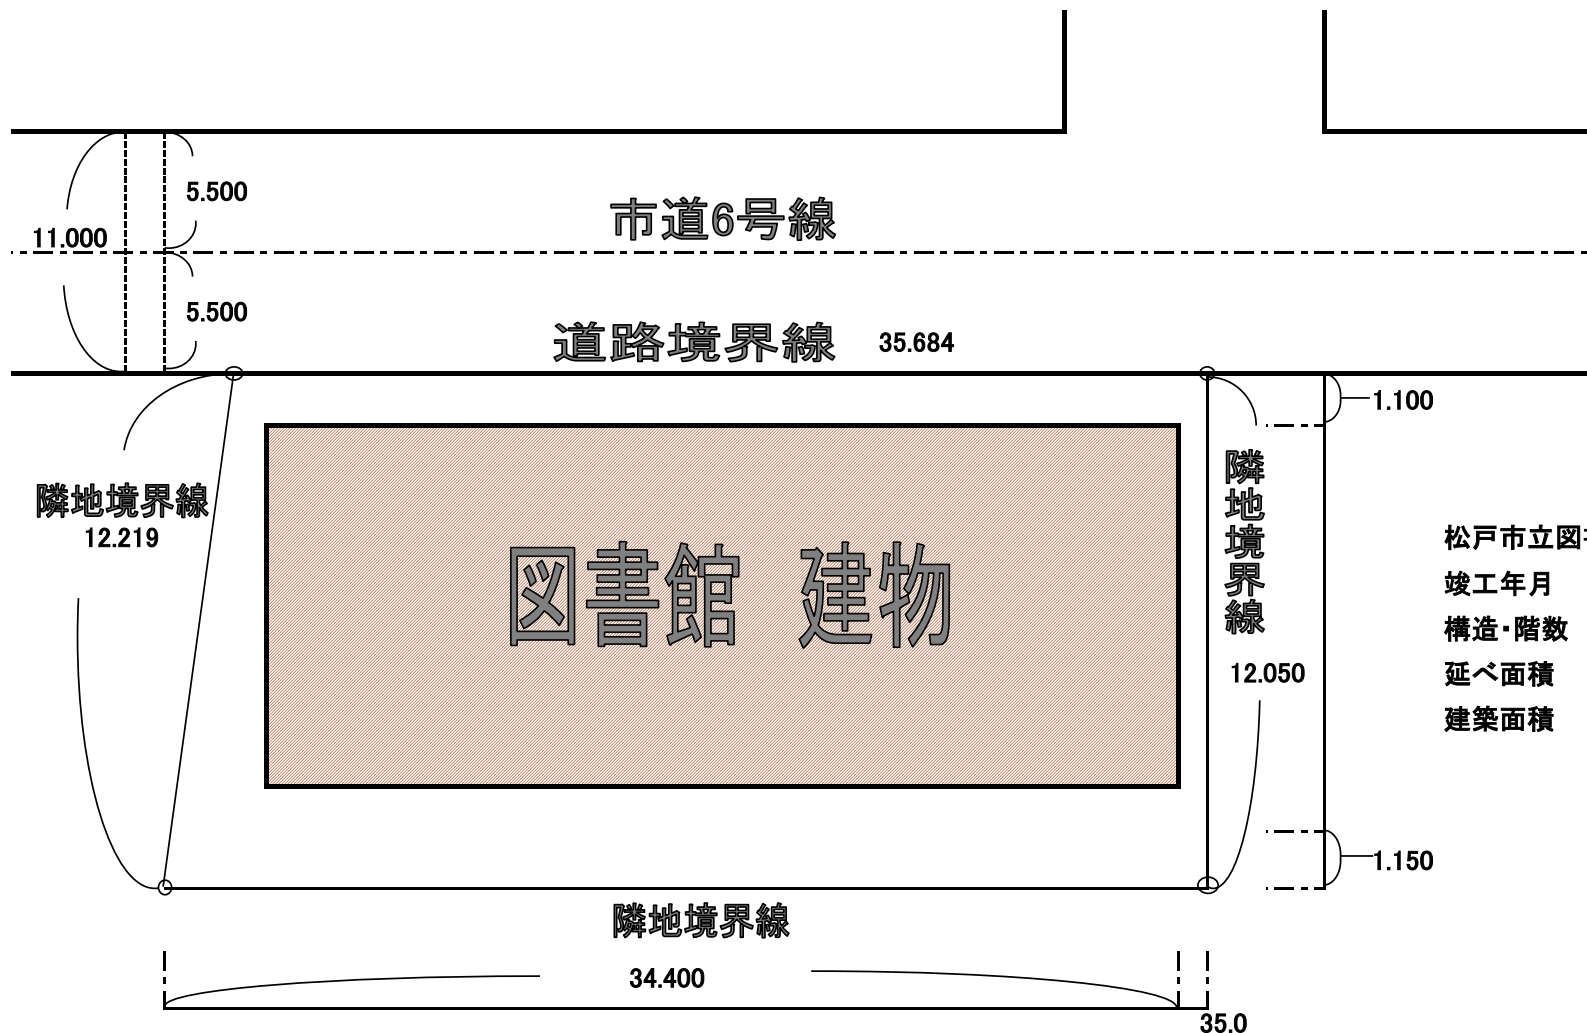 5.500
市道6号線
11.000
5.500
道路境界線 35.684
1.100
隣地境界線
12.219
隣地境界線
12.050
図書館 建物
松戸市立図
竣工年月
構造・階数
延べ面積
建築面積
1.150
隣地境界線
34.400
35.0